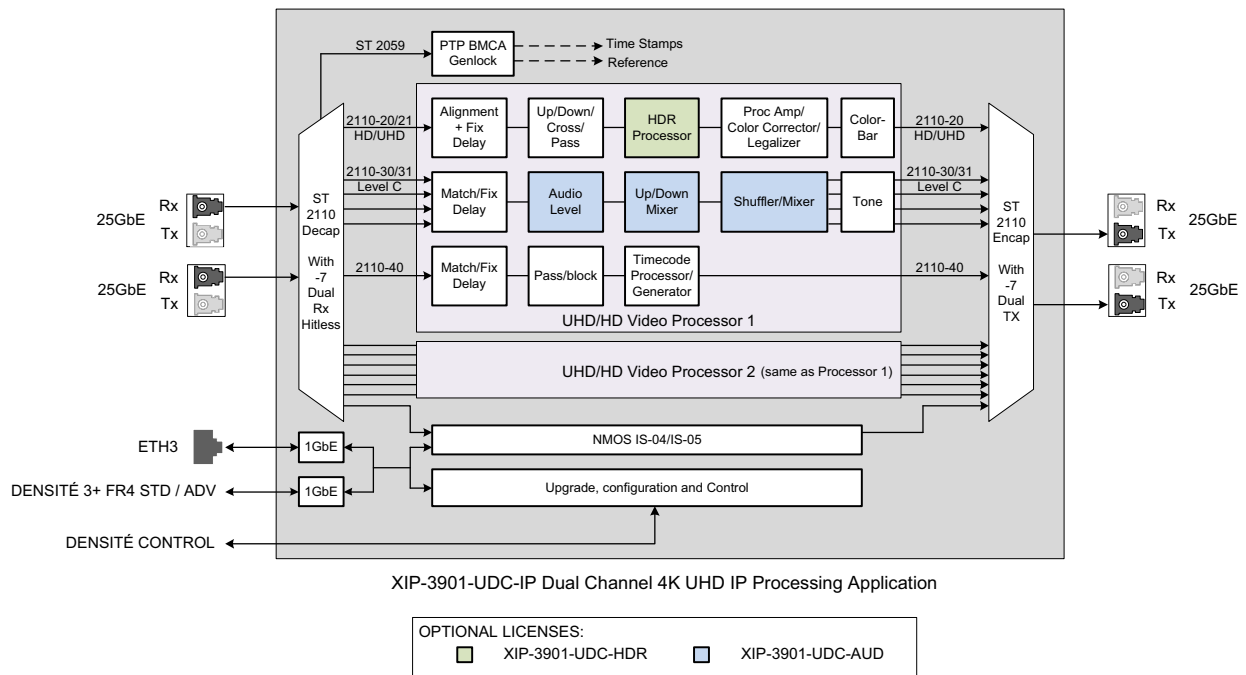 ST 2059
PTP BMCA
Genlock
Time Stamps
Reference
2110-20/21
HD/UHD
Alignment
+ Fix
Delay
Up/Down/
Cross/
Pass
HDR
Processor
Proc Amp/
Color Corrector/
Legalizer
Color-
Bar
2110-20
HD/UHD
2110-30/31
Level C
Match/Fix
Delay
Audio
Level
Up/Down
Mixer
Shuffler/Mixer
Tone
2110-30/31
Level C
25GbE
Rx
Tx
25GbE
Rx
Tx
ST
2110
Decap
With
-7
Dual
Rx
Hitless
2110-40
Match/Fix
Delay
Pass/block
Timecode
Processor/
Generator
2110-40
UHD/HD Video Processor 1
ST
2110
Encap
With
-7
Dual
TX
Rx
Tx
25GbE
Rx
Tx
25GbE
UHD/HD Video Processor 2 (same as Processor 1)
ETH3
1GbE
NMOS IS-04/IS-05
DENSITÉ 3+ FR4 STD / ADV
1GbE
Upgrade, configuration and Control
DENSITÉ CONTROL
XIP-3901-UDC-IP Dual Channel 4K UHD IP Processing Application
OPTIONAL LICENSES:
XIP-3901-UDC-HDR
XIP-3901-UDC-AUD